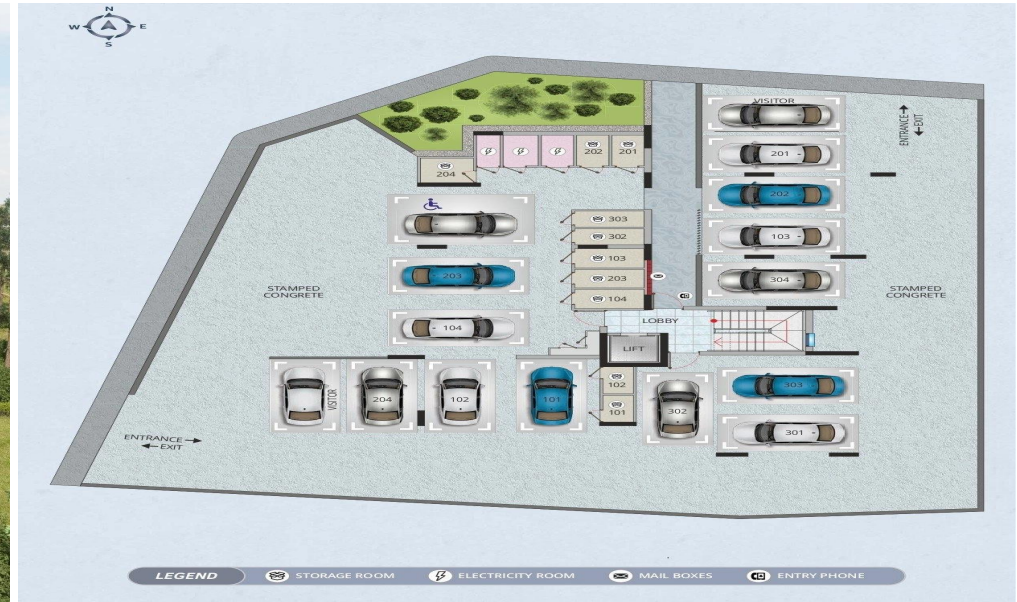 N
W E
S
VISITOR
ENTRANCE
EXIT
201
202
201
204
202
303
302
103
203
104
103
304
203
104
STAMPED
CONCRETE
STAMPED
CONCRETE
LOBBY
LIFT
VISITOR
204
102
101
102
101
302
303
301
ENTRANCE
EXIT
LEGEND STORAGE ROOM ELECTRICITY ROOM MAIL BOXES ENTRY PHONE